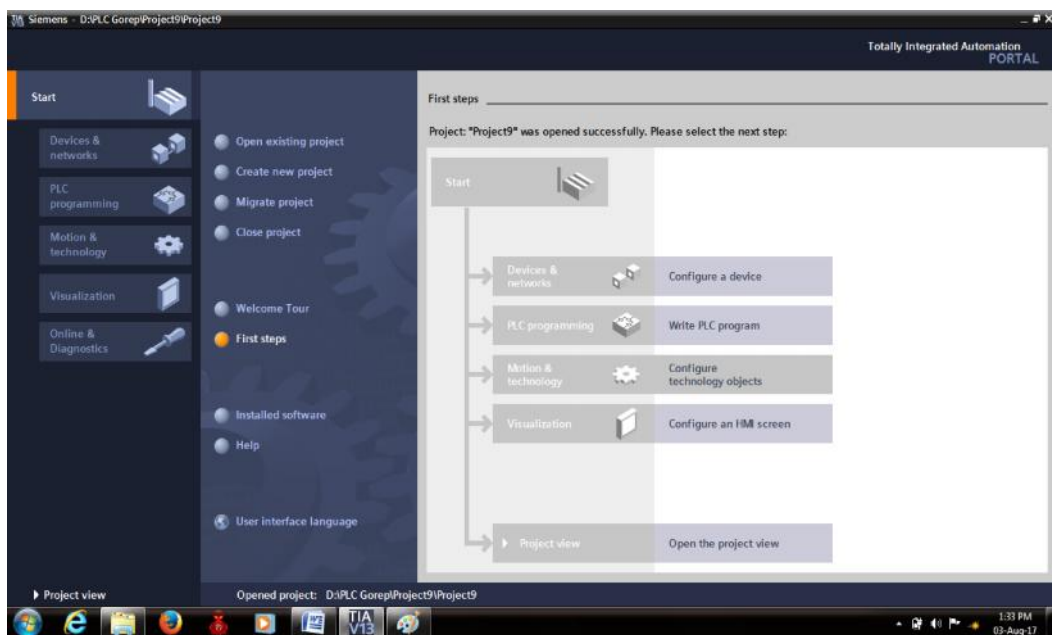 Siemens - D:\PLC Gorep\Project9\Project9
Totally Integrated Automation
PORTAL
Start
Devices &
networks
PLC
programming
Motion &
technology
Visualization
Online &
Diagnostics
Open existing project
Create new project
Migrate project
Close project
Welcome Tour
First steps
Installed software
Help
User interface language
First steps
Project: "Project9" was opened successfully. Please select the next step:
Start
Devices &
networks
Configure a device
PLC programming
Write PLC program
Motion &
technology
Configure
technology objects
Visualization
Configure an HMI screen
Project view
Open the project view
Project view
Opened project: D:\PLC Gorep\Project9\Project9
TIA
V13
1:33 PM
03-Aug-17